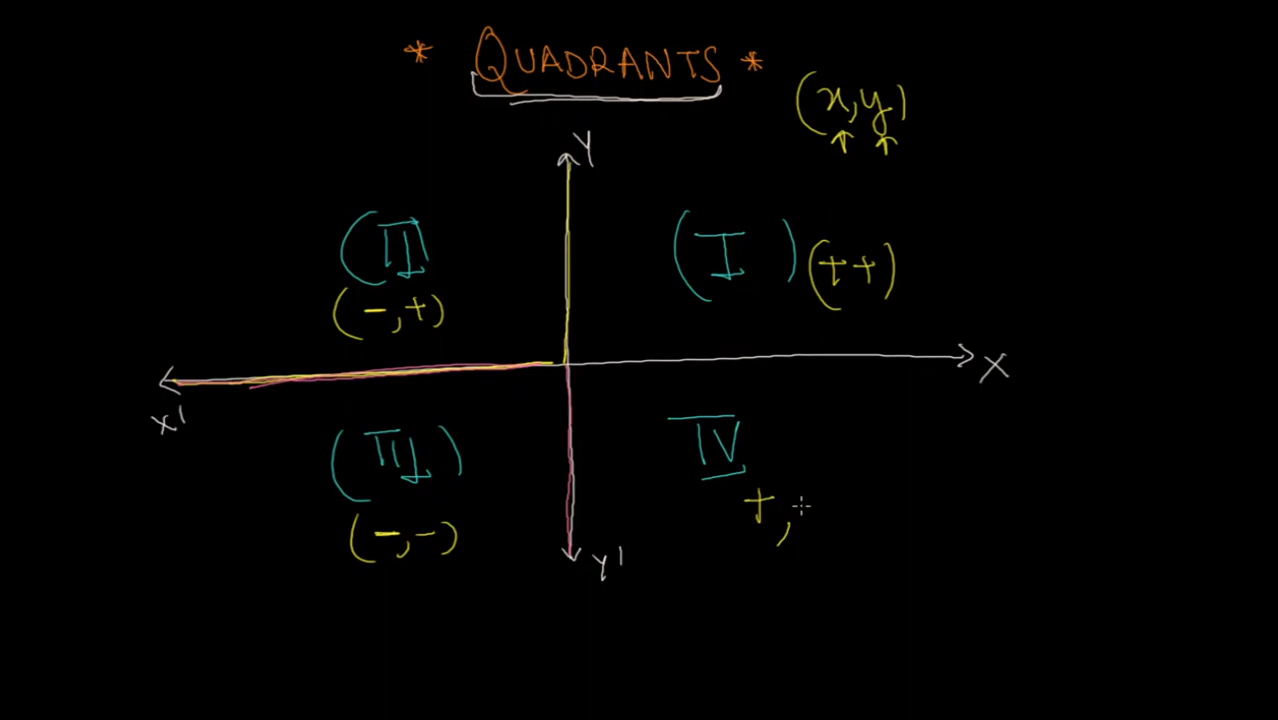 * QUADRANTS *
(x,y)
Y
(II) (I) (++)
(-,+)
X
X'
(III) IV
(-,-) +,
Y'